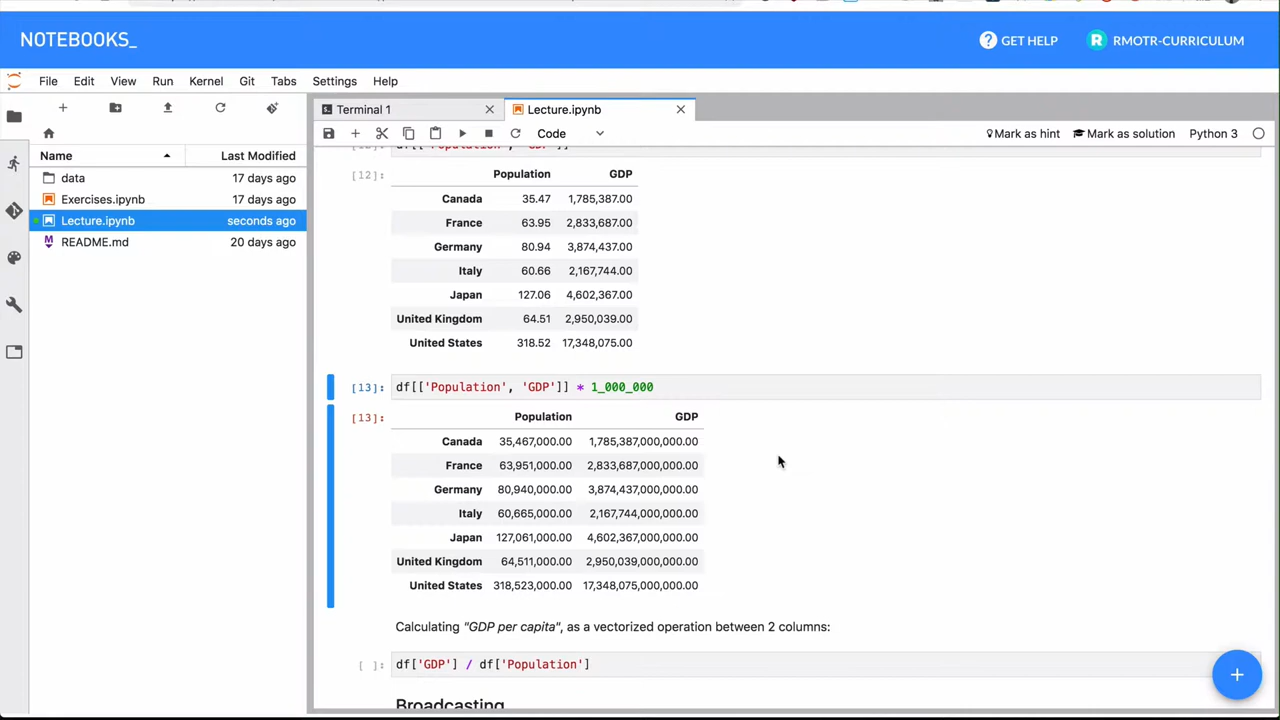 NOTEBOOKS_
? GET HELP
R RMOTR-CURRICULUM
File Edit View Run Kernel Git Tabs Settings Help
Terminal 1
Lecture.ipynb
Code
Mark as hint
Mark as solution
Python 3
Name Last Modified
data 17 days ago
Exercises.ipynb 17 days ago
Lecture.ipynb seconds ago
README.md 20 days ago
[12]:
Population GDP
Canada 35.47 1,785,387.00
France 63.95 2,833,687.00
Germany 80.94 3,874,437.00
Italy 60.66 2,167,744.00
Japan 127.06 4,602,367.00
United Kingdom 64.51 2,950,039.00
United States 318.52 17,348,075.00
[13]: df[['Population', 'GDP']] * 1_000_000
[13]:
Population GDP
Canada 35,467,000.00 1,785,387,000,000.00
France 63,951,000.00 2,833,687,000,000.00
Germany 80,940,000.00 3,874,437,000,000.00
Italy 60,665,000.00 2,167,744,000,000.00
Japan 127,061,000.00 4,602,367,000,000.00
United Kingdom 64,511,000.00 2,950,039,000,000.00
United States 318,523,000.00 17,348,075,000,000.00
Calculating "GDP per capita", as a vectorized operation between 2 columns:
[ ]: df['GDP'] / df['Population']
Broadcasting